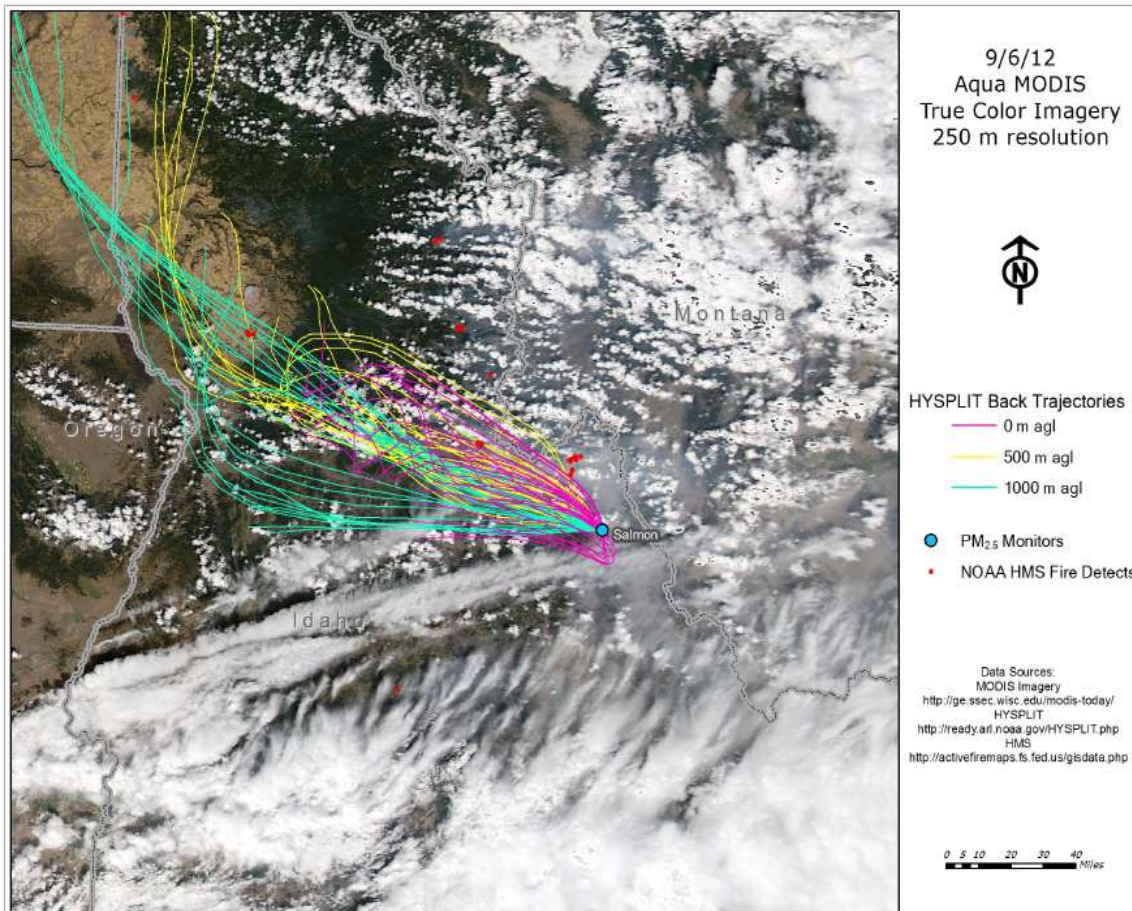 9/6/12
Aqua MODIS
True Color Imagery
250 m resolution
N
Montana
Oregon
HYSPLIT Back Trajectories
0 m agl
500 m agl
1000 m agl
Salmon
PM2.5 Monitors
NOAA HMS Fire Detects
Idaho
Data Sources:
MODIS Imagery
http://ge.ssec.wisc.edu/modis-today/
HYSPLIT
http://ready.arl.noaa.gov/HYSPLIT.php
HMS
http://activefiremaps.fs.fed.us/gisdata.php
0 5 10 20 30 40
Miles